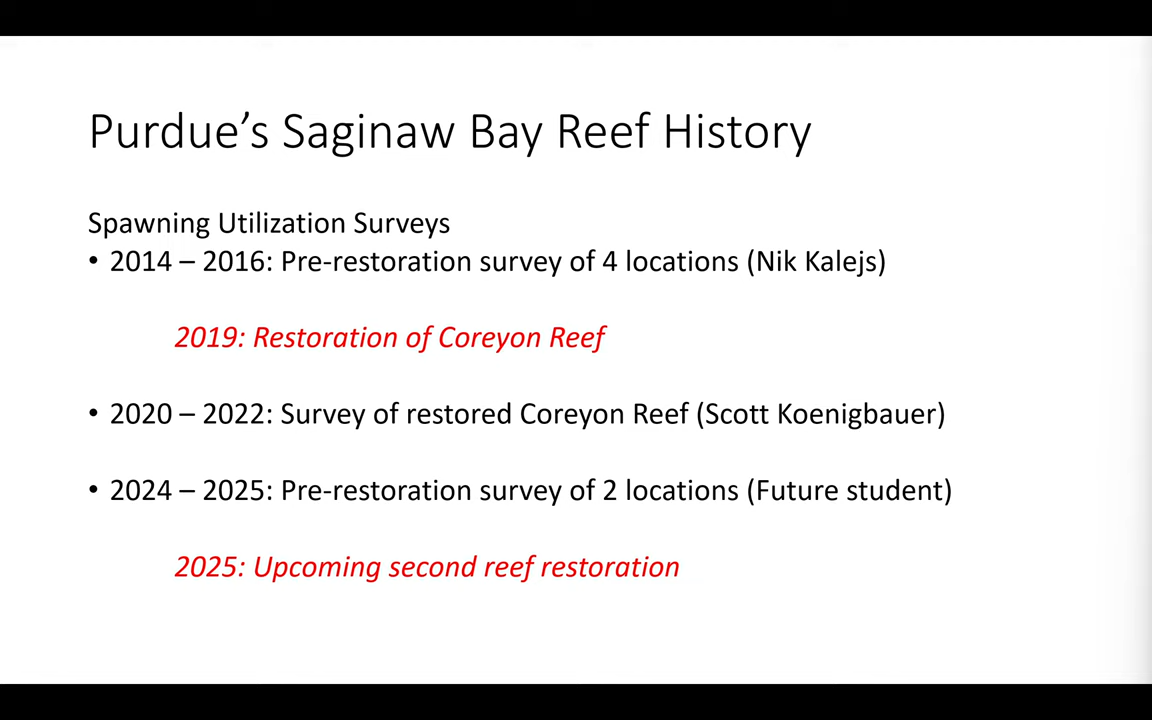 Purdue’s Saginaw Bay Reef History
Spawning Utilization Surveys
• 2014 – 2016: Pre-restoration survey of 4 locations (Nik Kalejs)
2019: Restoration of Coreyon Reef
• 2020 – 2022: Survey of restored Coreyon Reef (Scott Koenigbauer)
• 2024 – 2025: Pre-restoration survey of 2 locations (Future student)
2025: Upcoming second reef restoration